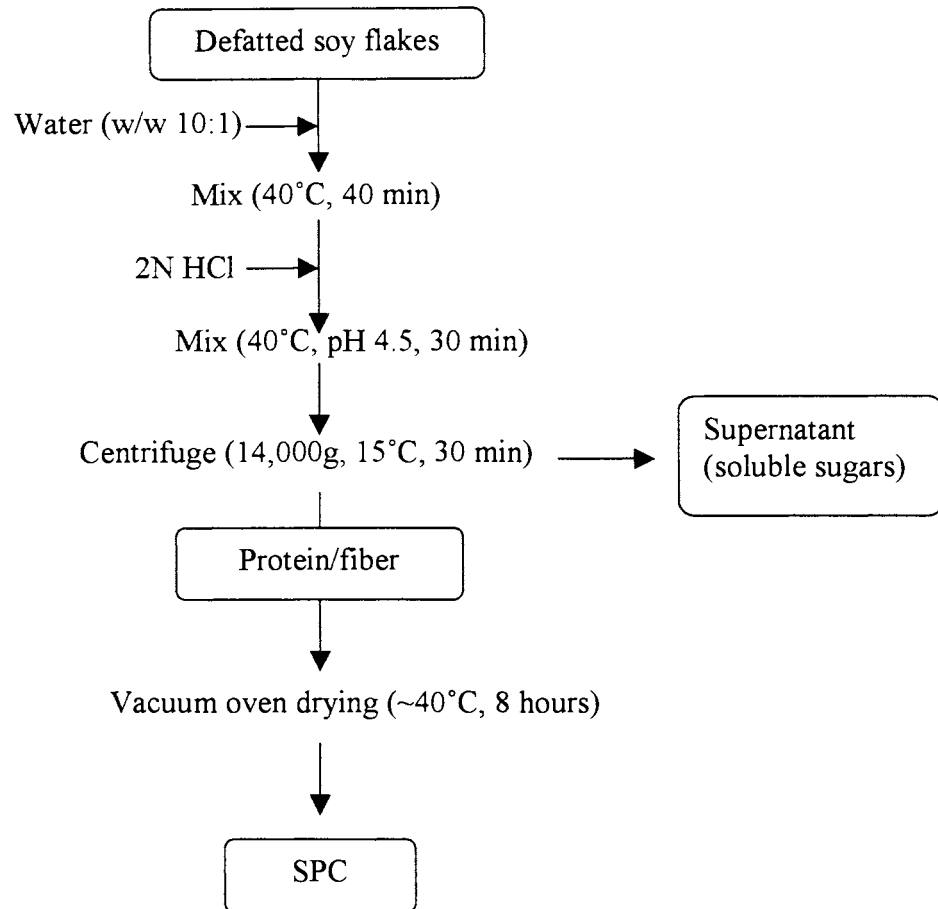 Defatted soy flakes
Water (w/w 10:1)
Mix (40°C, 40 min)
2N HCl
Mix (40°C, pH 4.5, 30 min)
Centrifuge (14,000g, 15°C, 30 min)
Supernatant
(soluble sugars)
Protein/fiber
Vacuum oven drying (~40°C, 8 hours)
SPC